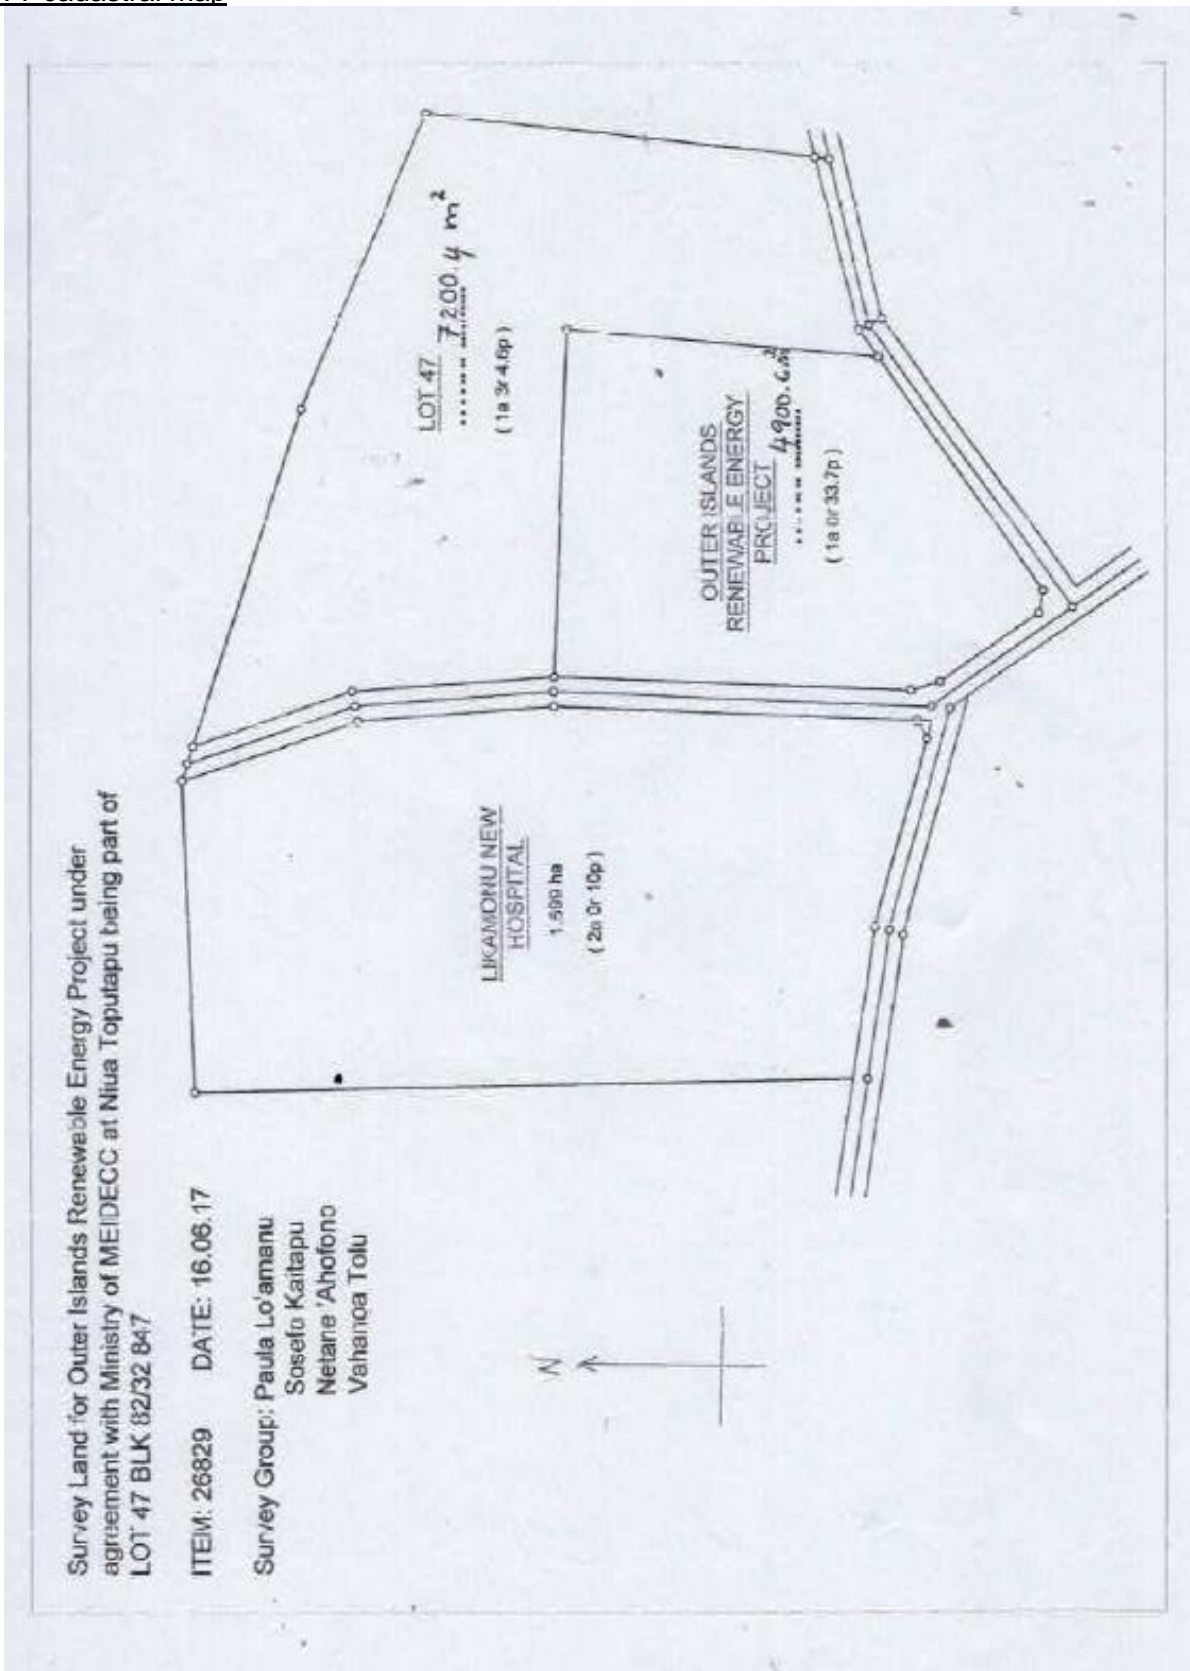 cadastral map
Survey Land for Outer Islands Renewable Energy Project under
agreement with Ministry of MEIDECC at Niua Toputapu being part of
LOT 47 BLK 82/32 847
ITEM: 26829 DATE: 16.06.17
Survey Group: Paula Lo'amanu
Sosefo Kaitapu
Netane 'Ahofono
Vahanoa Tolu
LOT 47
7200.4 m²
( 1a 3r 4.6p )
LIKAMONU NEW
HOSPITAL
1.599 ha
( 2a 0r 10p )
OUTER ISLANDS
RENEWABLE ENERGY
PROJECT
4900.6m²
( 1a 0r 33.7p )
N